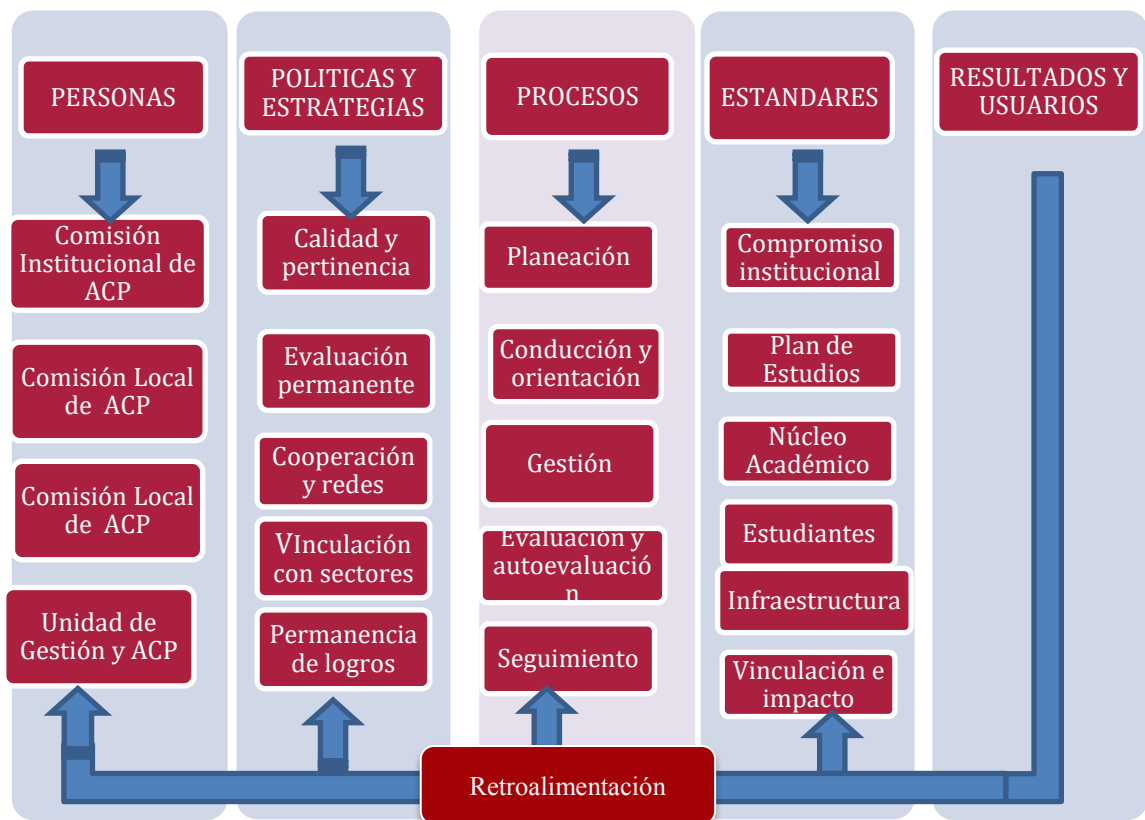 PERSONAS
Comisión
Institucional de
ACP
Comisión Local
de ACP
Comisión Local
de ACP
Unidad de
Gestión y ACP
POLITICAS Y
ESTRATEGIAS
Calidad y
pertinencia
Evaluación
permanente
Cooperación
y redes
VInculación
con sectores
Permanencia
de logros
PROCESOS
Planeación
Conducción y
orientación
Gestión
Evaluación y
autoevaluació
n
Seguimiento
ESTANDARES
Compromiso
institucional
Plan de
Estudios
Núcleo
Académico
Estudiantes
Infraestructura
Vinculación e
impacto
RESULTADOS Y
USUARIOS
Retroalimentación